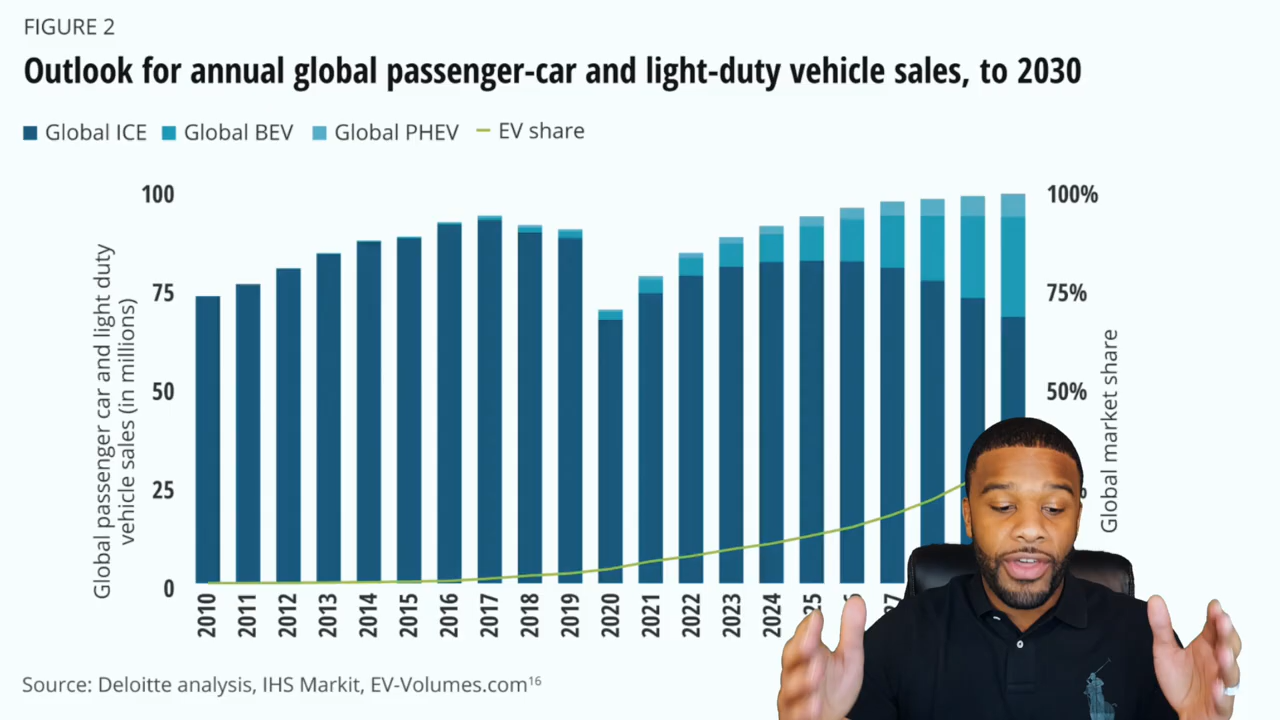 FIGURE 2
Outlook for annual global passenger-car and light-duty vehicle sales, to 2030
Global ICE Global BEV Global PHEV EV share
Global passenger car and light duty
vehicle sales (in millions)
100
75
50
25
0
100%
75%
50%
Global market share
2010 2011 2012 2013 2014 2015 2016 2017 2018 2019 2020 2021 2022 2023 2024
Source: Deloitte analysis, IHS Markit, EV-Volumes.com¹⁶